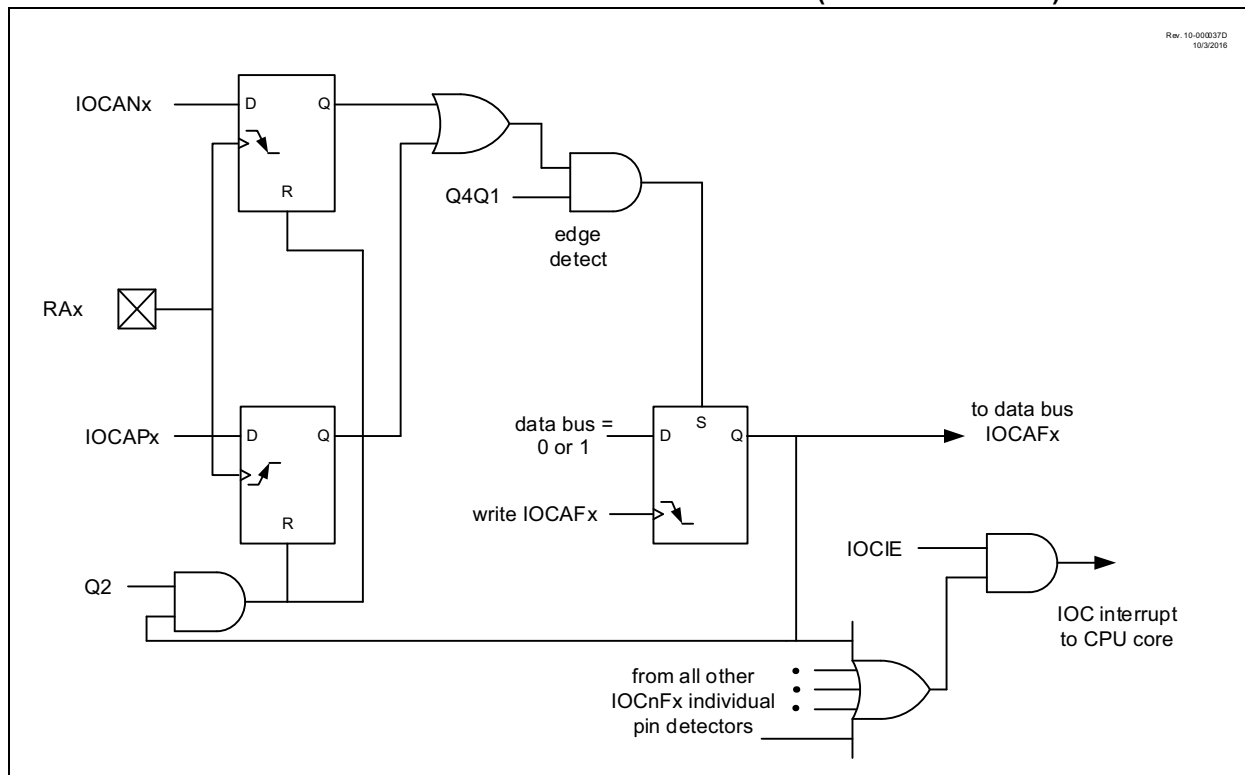 Rev. 10-000037D
10/3/2016
IOCANx
D
Q
R
Q4Q1
edge
detect
RAx
IOCAPx
D
Q
R
data bus =
0 or 1
S
D
Q
to data bus
IOCAFx
write IOCAFx
IOCIE
Q2
IOC interrupt
to CPU core
from all other
IOCnFx individual
pin detectors